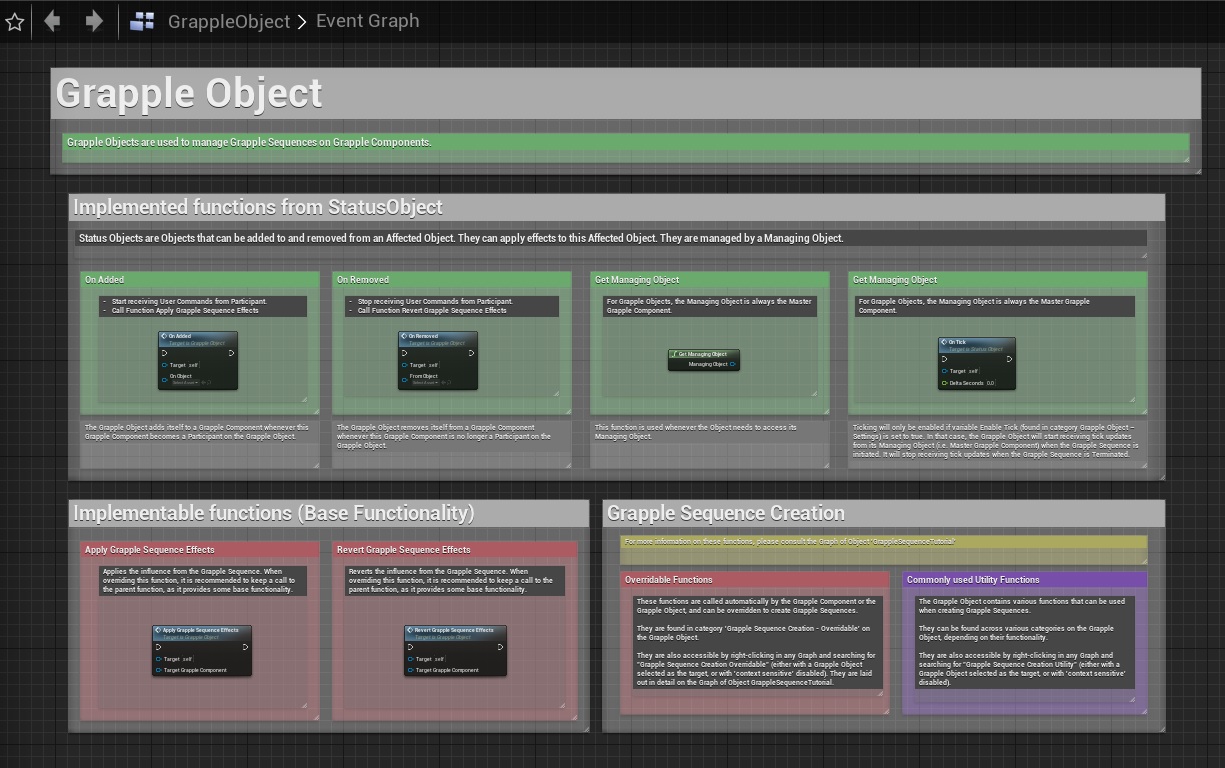 GrappleObject > Event Graph
Grapple Object
Grapple Objects are used to manage Grapple Sequences on Grapple Components.
Implemented functions from StatusObject
Status Objects are Objects that can be added to and removed from an Affected Object. They can apply effects to this Affected Object. They are managed by a Managing Object.
On Added
- Start receiving User Commands from Participant.
- Call Function Apply Grapple Sequence Effects
On Added
Target is Grapple Object
Target self
On Object
Select Asset
The Grapple Object adds itself to a Grapple Component whenever this
Grapple Component becomes a Participant on the Grapple Object.
On Removed
- Stop receiving User Commands from Participant.
- Call Function Revert Grapple Sequence Effects
On Removed
Target is Grapple Object
Target self
From Object
Select Asset
The Grapple Object removes itself from a Grapple Component
whenever this Grapple Component is no longer a Participant on the
Grapple Object.
Get Managing Object
For Grapple Objects, the Managing Object is always the Master
Grapple Component.
Get Managing Object
Managing Object
This function is used whenever the Object needs to access its
Managing Object.
Get Managing Object
For Grapple Objects, the Managing Object is always the Master Grapple
Component.
On Tick
Target is Status Object
Target self
Delta Seconds 0.0
Ticking will only be enabled if variable Enable Tick (found in category Grapple Object –
Settings) is set to true. In that case, the Grapple Object will start receiving tick updates
from its Managing Object (i.e. Master Grapple Component) when the Grapple Sequence is
initiated. It will stop receiving tick updates when the Grapple Sequence is Terminated.
Implementable functions (Base Functionality)
Apply Grapple Sequence Effects
Applies the influence from the Grapple Sequence. When
overriding this function, it is recommended to keep a call to
the parent function, as it provides some base functionality.
Apply Grapple Sequence Effects
Target is Grapple Object
Target self
Target Grapple Component
Revert Grapple Sequence Effects
Reverts the influence from the Grapple Sequence. When
overriding this function, it is recommended to keep a call to the
parent function, as it provides some base functionality.
Revert Grapple Sequence Effects
Target is Grapple Object
Target self
Target Grapple Component
Grapple Sequence Creation
For more information on these functions, please consult the Graph of Object 'GrappleSequenceTutorial'
Overridable Functions
These functions are called automatically by the Grapple Component or the
Grapple Object, and can be overridden to create Grapple Sequences.
They are found in category 'Grapple Sequence Creation - Overridable' on
the Grapple Object.
They are also accessible by right-clicking in any Graph and searching for
"Grapple Sequence Creation Overidable" (either with a Grapple Object
selected as the target, or with 'context sensitive' disabled). They are laid
out in detail on the Graph of Object GrappleSequenceTutorial.
Commonly used Utility Functions
The Grapple Object contains various functions that can be used
when creating Grapple Sequences.
They can be found across various categories on the Grapple
Object, depending on their functionality.
They are also accessible by right-clicking in any Graph and
searching for "Grapple Sequence Creation Utility" (either with a
Grapple Object selected as the target, or with 'context sensitive'
disabled).